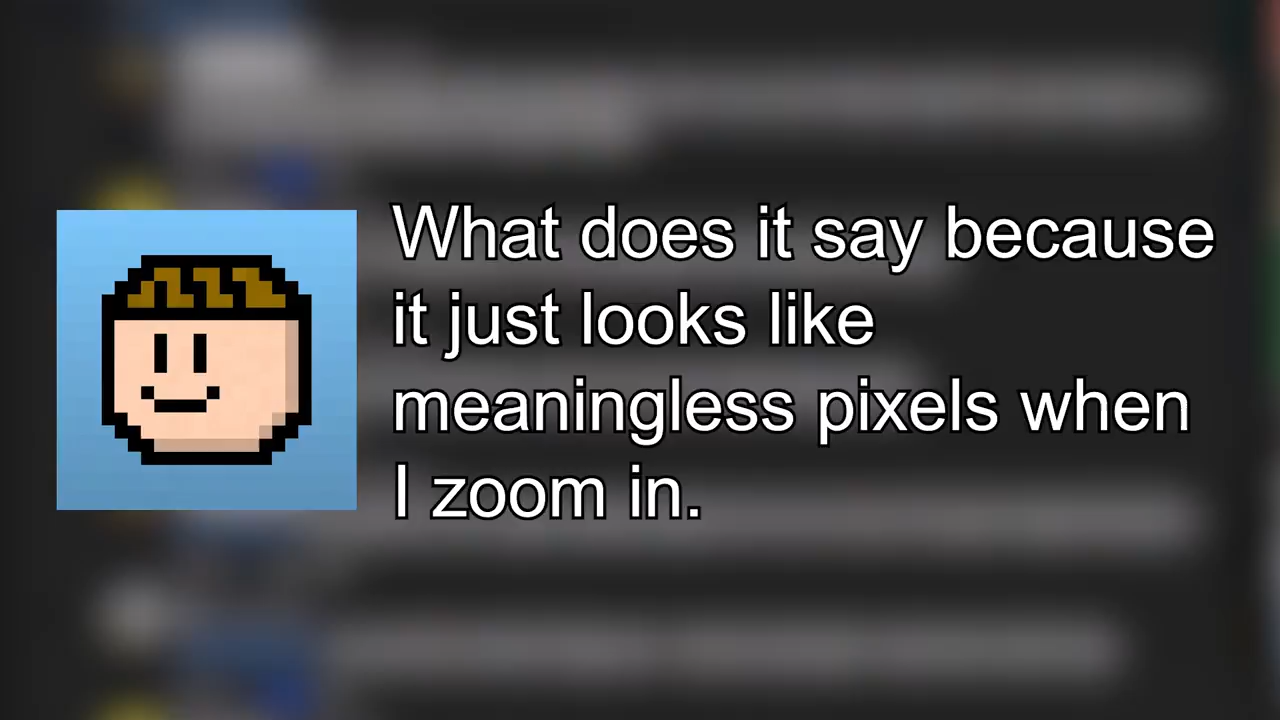 What does it say because
it just looks like
meaningless pixels when
I zoom in.